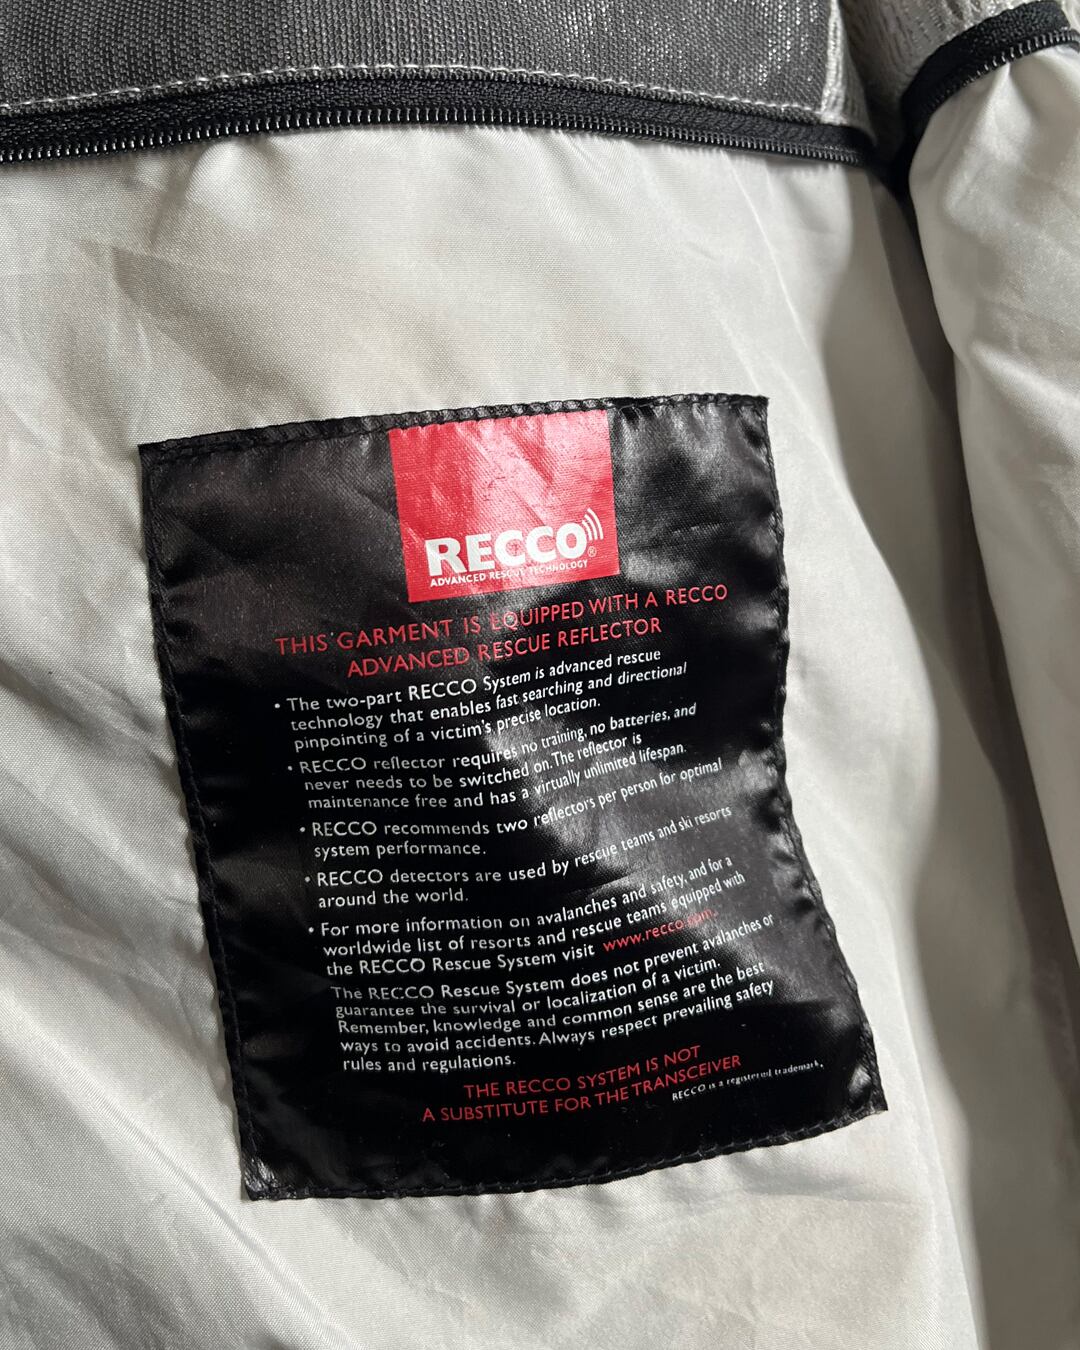 RECCO®
ADVANCED RESCUE TECHNOLOGY
THIS GARMENT IS EQUIPPED WITH A RECCO
ADVANCED RESCUE REFLECTOR
• The two-part RECCO System is advanced rescue
technology that enables fast searching and directional
pinpointing of a victim's precise location.
• RECCO reflector requires no training, no batteries, and
never needs to be switched on. The reflector is
maintenance free and has a virtually unlimited lifespan.
• RECCO recommends two reflectors per person for optimal
system performance.
• RECCO detectors are used by rescue teams and ski resorts
around the world.
• For more information on avalanches and safety, and for a
worldwide list of resorts and rescue teams equipped with
the RECCO Rescue System visit www.recco.com.
The RECCO Rescue System does not prevent avalanches or
guarantee the survival or localization of a victim.
Remember, knowledge and common sense are the best
ways to avoid accidents. Always respect prevailing safety
rules and regulations.
THE RECCO SYSTEM IS NOT
A SUBSTITUTE FOR THE TRANSCEIVER
RECCO is a registered trademark.